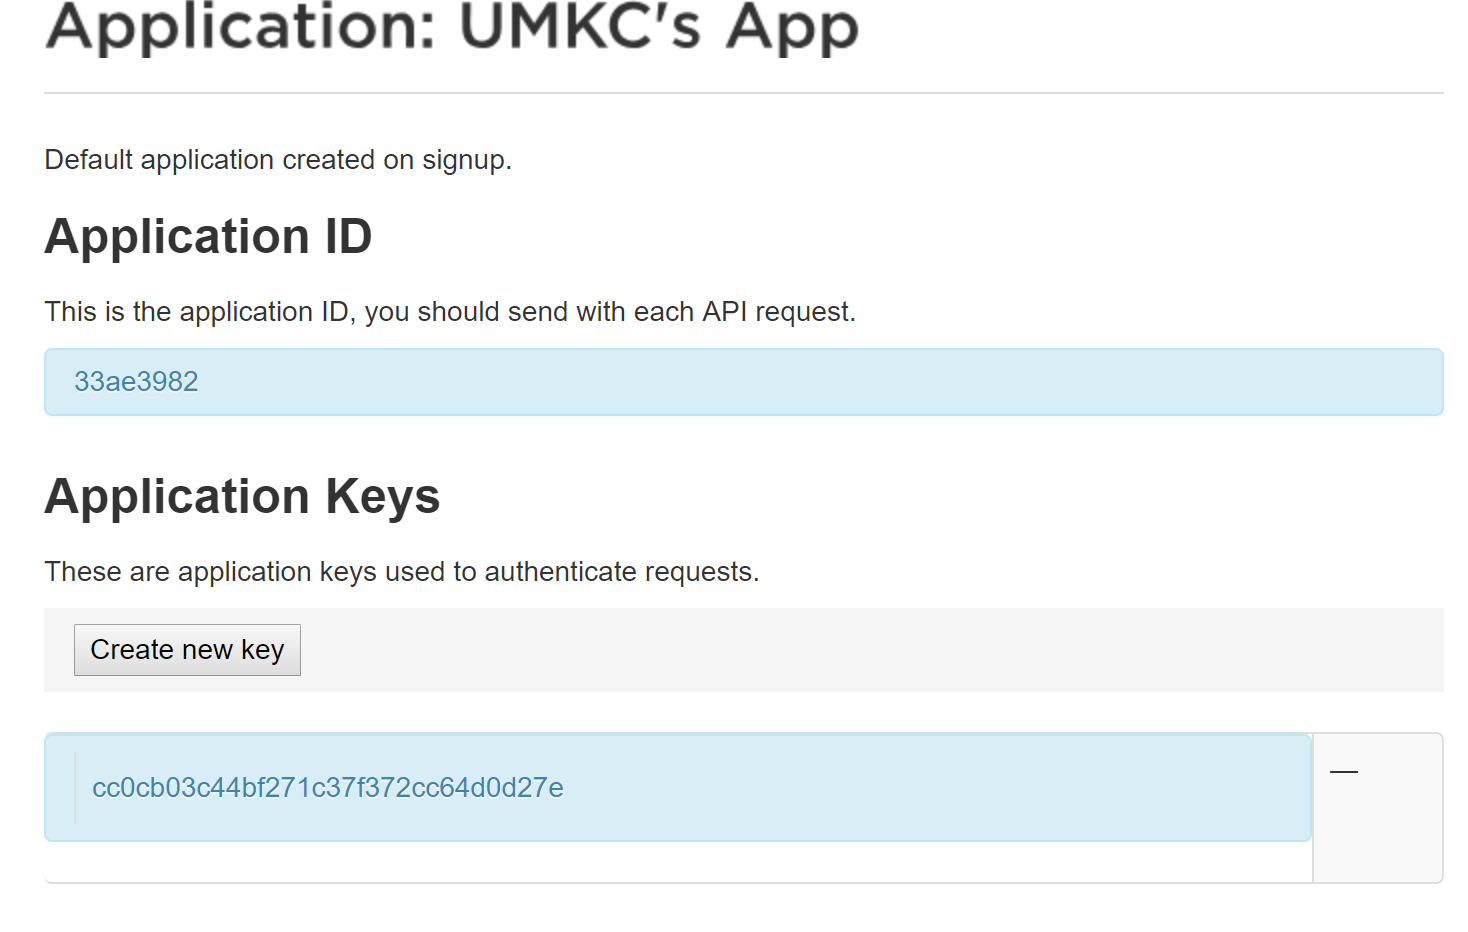 Application: UMKC's App
Default application created on signup.
Application ID
This is the application ID, you should send with each API request.
33ae3982
Application Keys
These are application keys used to authenticate requests.
Create new key
cc0cb03c44bf271c37f372cc64d0d27e
—